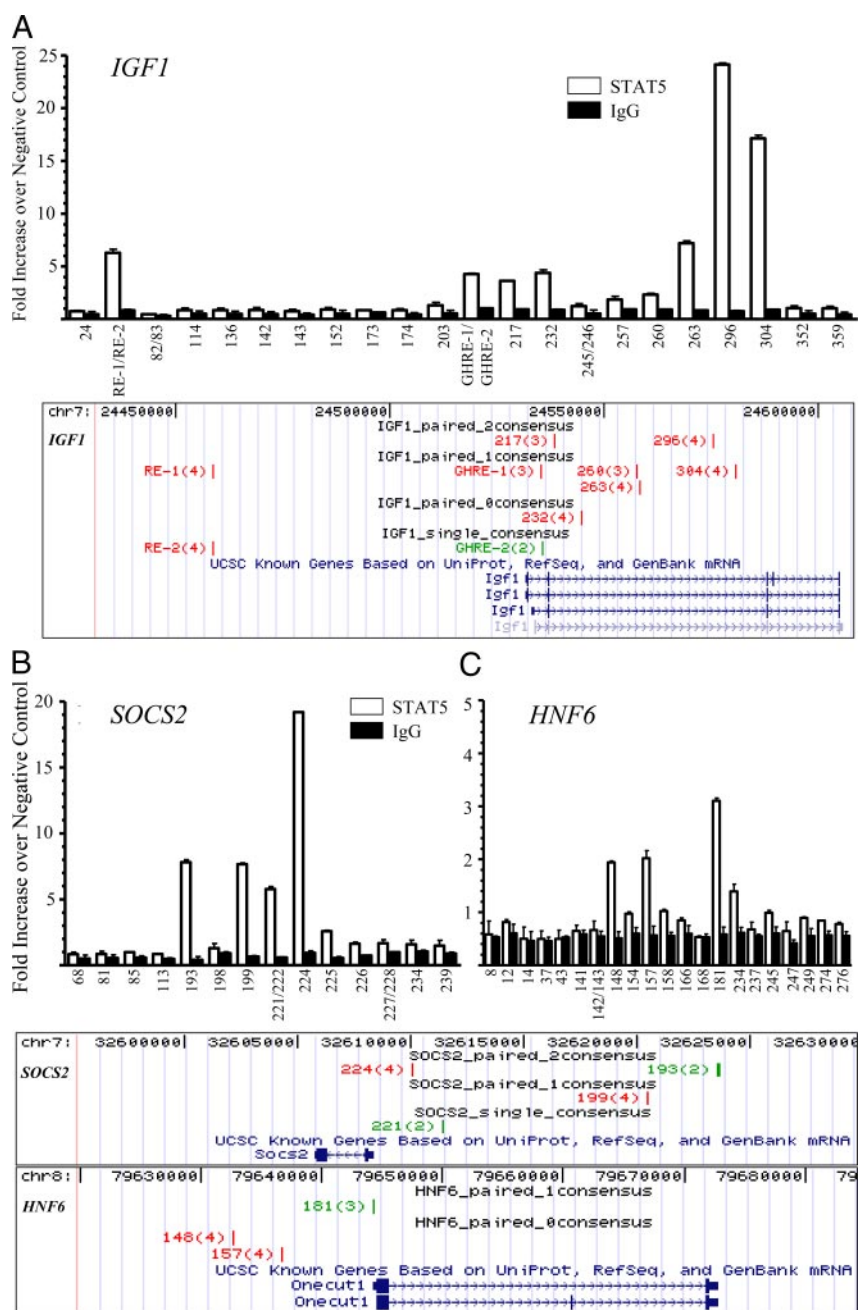 A
IGF1
Fold Increase over Negative Control
25
20
15
10
5
STAT5
IgG
24
RE-1/RE-2
82/83
114
136
142
143
152
173
174
203
GHRE-1/
GHRE-2
217
232
245/246
257
260
263
296
304
352
359
chr7: 24450000 24500000 24550000 24600000
IGF1
IGF1_paired_2consensus
217(3) 296(4)
IGF1_paired_1consensus
RE-1(4) GHRE-1(3) 260(3) 304(4)
263(4)
IGF1_paired_0consensus
232(4)
IGF1_single_consensus
RE-2(4) GHRE-2(2)
UCSC Known Genes Based on UniProt, RefSeq, and GenBank mRNA
Igf1
Igf1
Igf1
Igf1
B
SOCS2
Fold Increase over Negative Control
20
15
10
5
STAT5
IgG
68
81
85
113
193
198
199
221/222
224
225
226
227/228
234
239
C
HNF6
5
4
3
2
1
8
12
14
37
43
141
142/143
148
154
157
158
166
168
181
234
237
245
247
249
274
276
chr7: 32600000 32605000 32610000 32615000 32620000 32625000 32630000
SOCS2
SOCS2_paired_2consensus
224(4) 193(2)
SOCS2_paired_1consensus
199(4)
SOCS2_single_consensus
221(2)
UCSC Known Genes Based on UniProt, RefSeq, and GenBank mRNA
Socs2
chr8: 79630000 79640000 79650000 79660000 79670000 79680000 79
HNF6
HNF6_paired_1consensus
181(3)
HNF6_paired_0consensus
148(4)
157(4)
UCSC Known Genes Based on UniProt, RefSeq, and GenBank mRNA
Onecut1
Onecut1